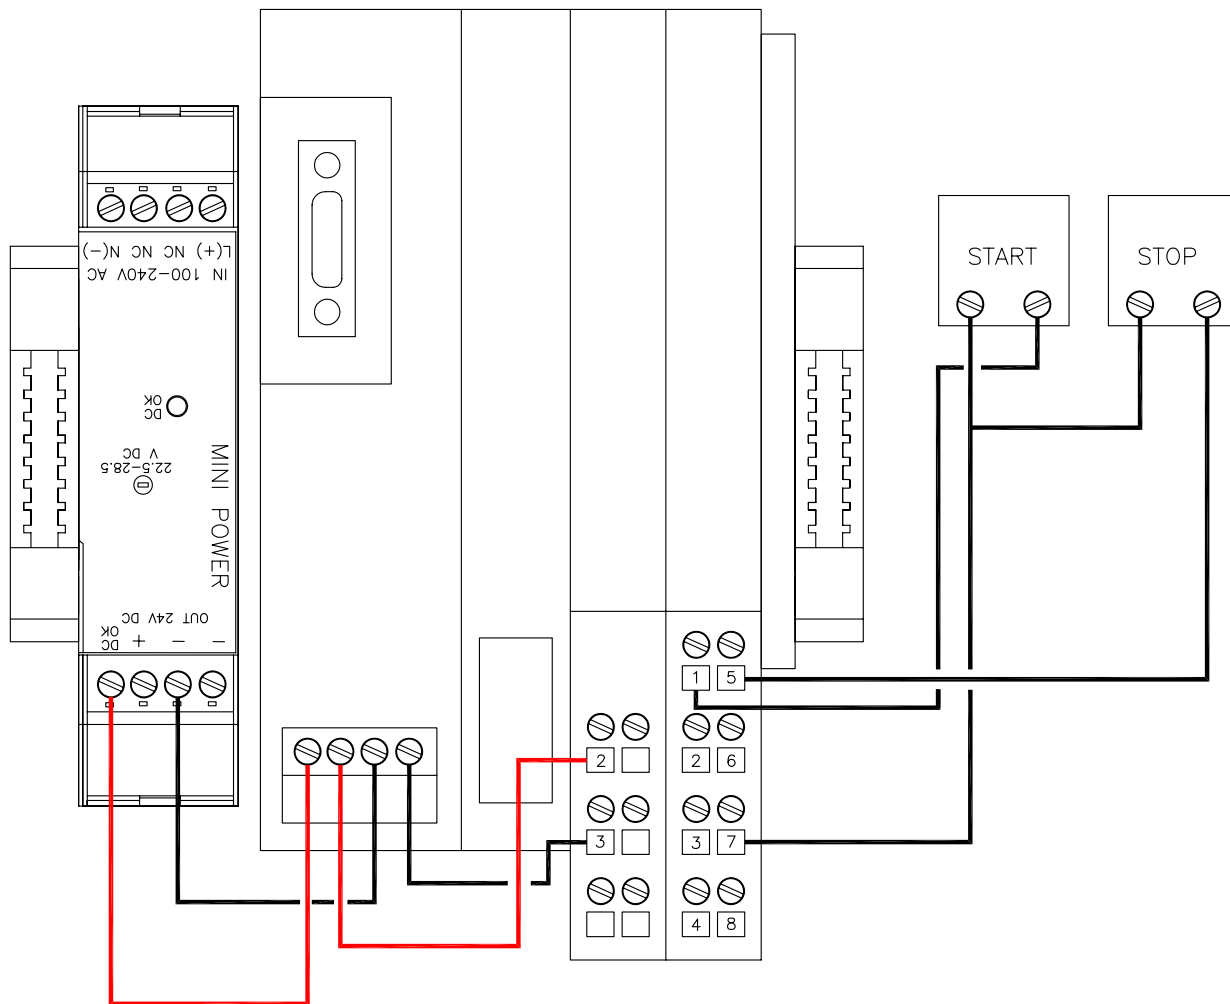 L(+) NC NC N(-)
IN 100-240V AC
DC
OK
22.5-28.5
V DC
MINI POWER
OUT 24V DC
DC
OK
+
-
-
START
STOP
1 5
2
2 6
3
3 7
4 8